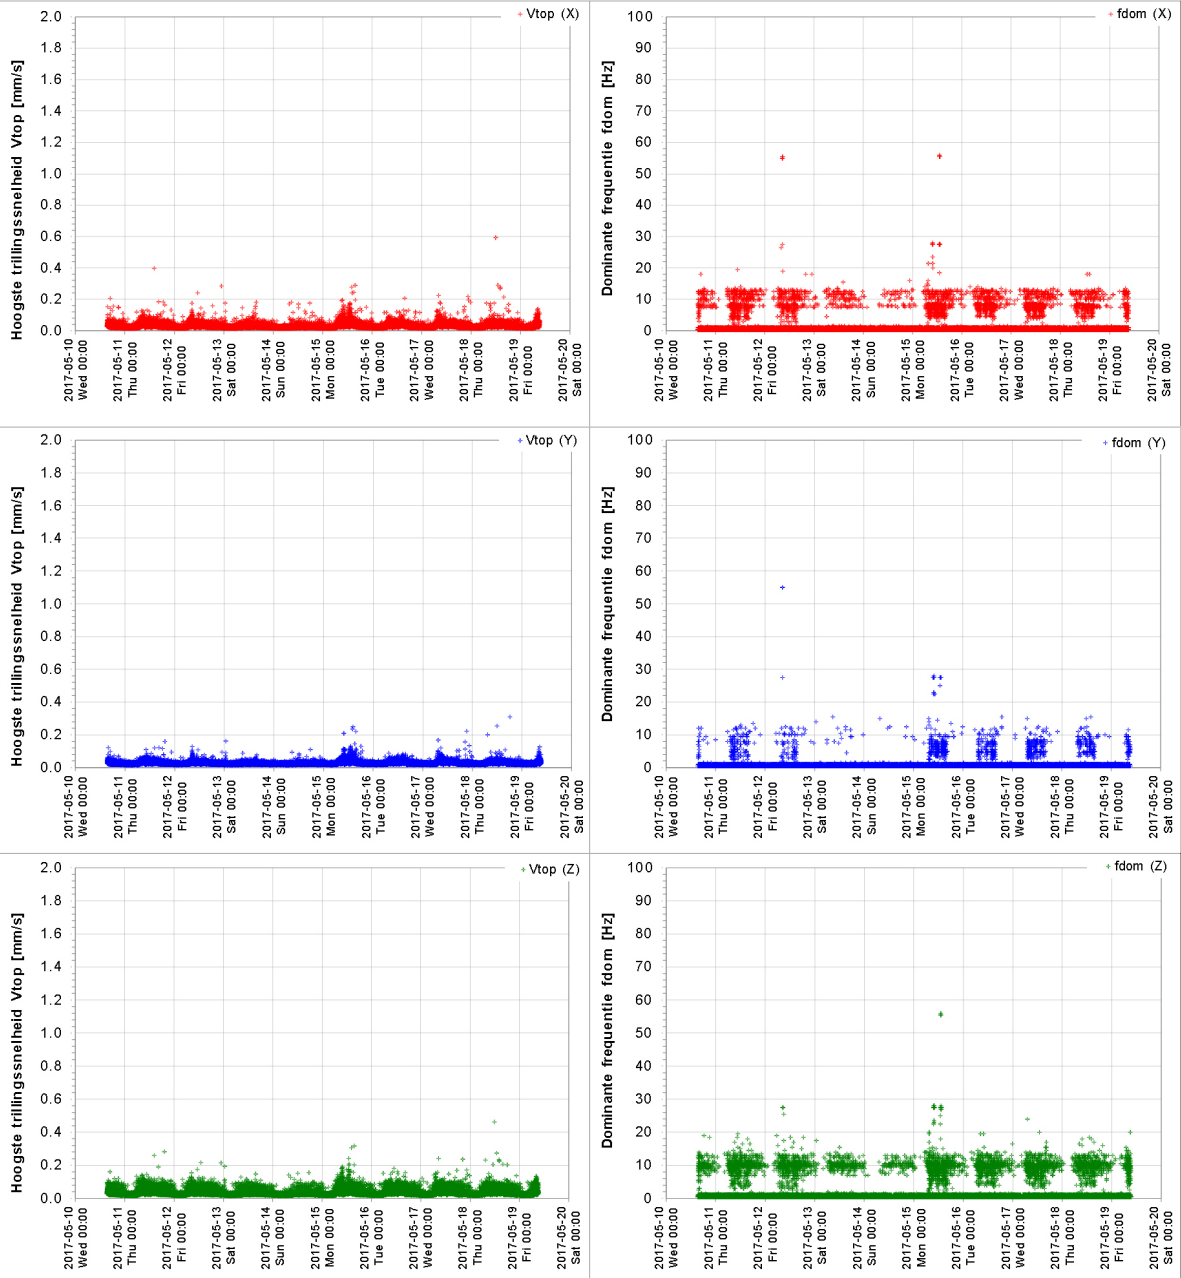 Vtop (X)
Hoogste trillingssnelheid Vtop [mm/s]
2.0
1.8
1.6
1.4
1.2
1.0
0.8
0.6
0.4
0.2
0.0
2017-05-10
Wed 00:00
2017-05-11
Thu 00:00
2017-05-12
Fri 00:00
2017-05-13
Sat 00:00
2017-05-14
Sun 00:00
2017-05-15
Mon 00:00
2017-05-16
Tue 00:00
2017-05-17
Wed 00:00
2017-05-18
Thu 00:00
2017-05-19
Fri 00:00
2017-05-20
Sat 00:00
fdom (X)
Dominante frequentie fdom [Hz]
100
90
80
70
60
50
40
30
20
10
0
2017-05-10
Wed 00:00
2017-05-11
Thu 00:00
2017-05-12
Fri 00:00
2017-05-13
Sat 00:00
2017-05-14
Sun 00:00
2017-05-15
Mon 00:00
2017-05-16
Tue 00:00
2017-05-17
Wed 00:00
2017-05-18
Thu 00:00
2017-05-19
Fri 00:00
2017-05-20
Sat 00:00
Vtop (Y)
Hoogste trillingssnelheid Vtop [mm/s]
2.0
1.8
1.6
1.4
1.2
1.0
0.8
0.6
0.4
0.2
0.0
2017-05-10
Wed 00:00
2017-05-11
Thu 00:00
2017-05-12
Fri 00:00
2017-05-13
Sat 00:00
2017-05-14
Sun 00:00
2017-05-15
Mon 00:00
2017-05-16
Tue 00:00
2017-05-17
Wed 00:00
2017-05-18
Thu 00:00
2017-05-19
Fri 00:00
2017-05-20
Sat 00:00
fdom (Y)
Dominante frequentie fdom [Hz]
100
90
80
70
60
50
40
30
20
10
0
2017-05-10
Wed 00:00
2017-05-11
Thu 00:00
2017-05-12
Fri 00:00
2017-05-13
Sat 00:00
2017-05-14
Sun 00:00
2017-05-15
Mon 00:00
2017-05-16
Tue 00:00
2017-05-17
Wed 00:00
2017-05-18
Thu 00:00
2017-05-19
Fri 00:00
2017-05-20
Sat 00:00
Vtop (Z)
Hoogste trillingssnelheid Vtop [mm/s]
2.0
1.8
1.6
1.4
1.2
1.0
0.8
0.6
0.4
0.2
0.0
2017-05-10
Wed 00:00
2017-05-11
Thu 00:00
2017-05-12
Fri 00:00
2017-05-13
Sat 00:00
2017-05-14
Sun 00:00
2017-05-15
Mon 00:00
2017-05-16
Tue 00:00
2017-05-17
Wed 00:00
2017-05-18
Thu 00:00
2017-05-19
Fri 00:00
2017-05-20
Sat 00:00
fdom (Z)
Dominante frequentie fdom [Hz]
100
90
80
70
60
50
40
30
20
10
0
2017-05-10
Wed 00:00
2017-05-11
Thu 00:00
2017-05-12
Fri 00:00
2017-05-13
Sat 00:00
2017-05-14
Sun 00:00
2017-05-15
Mon 00:00
2017-05-16
Tue 00:00
2017-05-17
Wed 00:00
2017-05-18
Thu 00:00
2017-05-19
Fri 00:00
2017-05-20
Sat 00:00